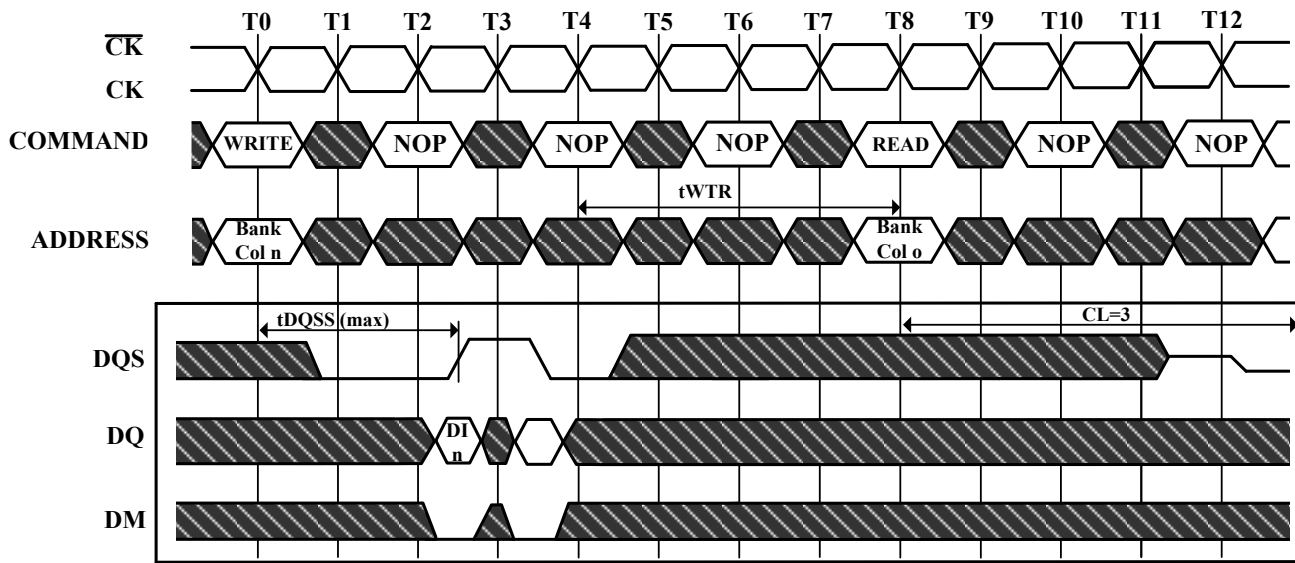 T0 T1 T2 T3 T4 T5 T6 T7 T8 T9 T10 T11 T12
CK
CK
COMMAND WRITE NOP NOP NOP READ NOP NOP
tWTR
ADDRESS Bank Col n Bank Col o
tDQSS (max) CL=3
DQS
DQ DI n
DM